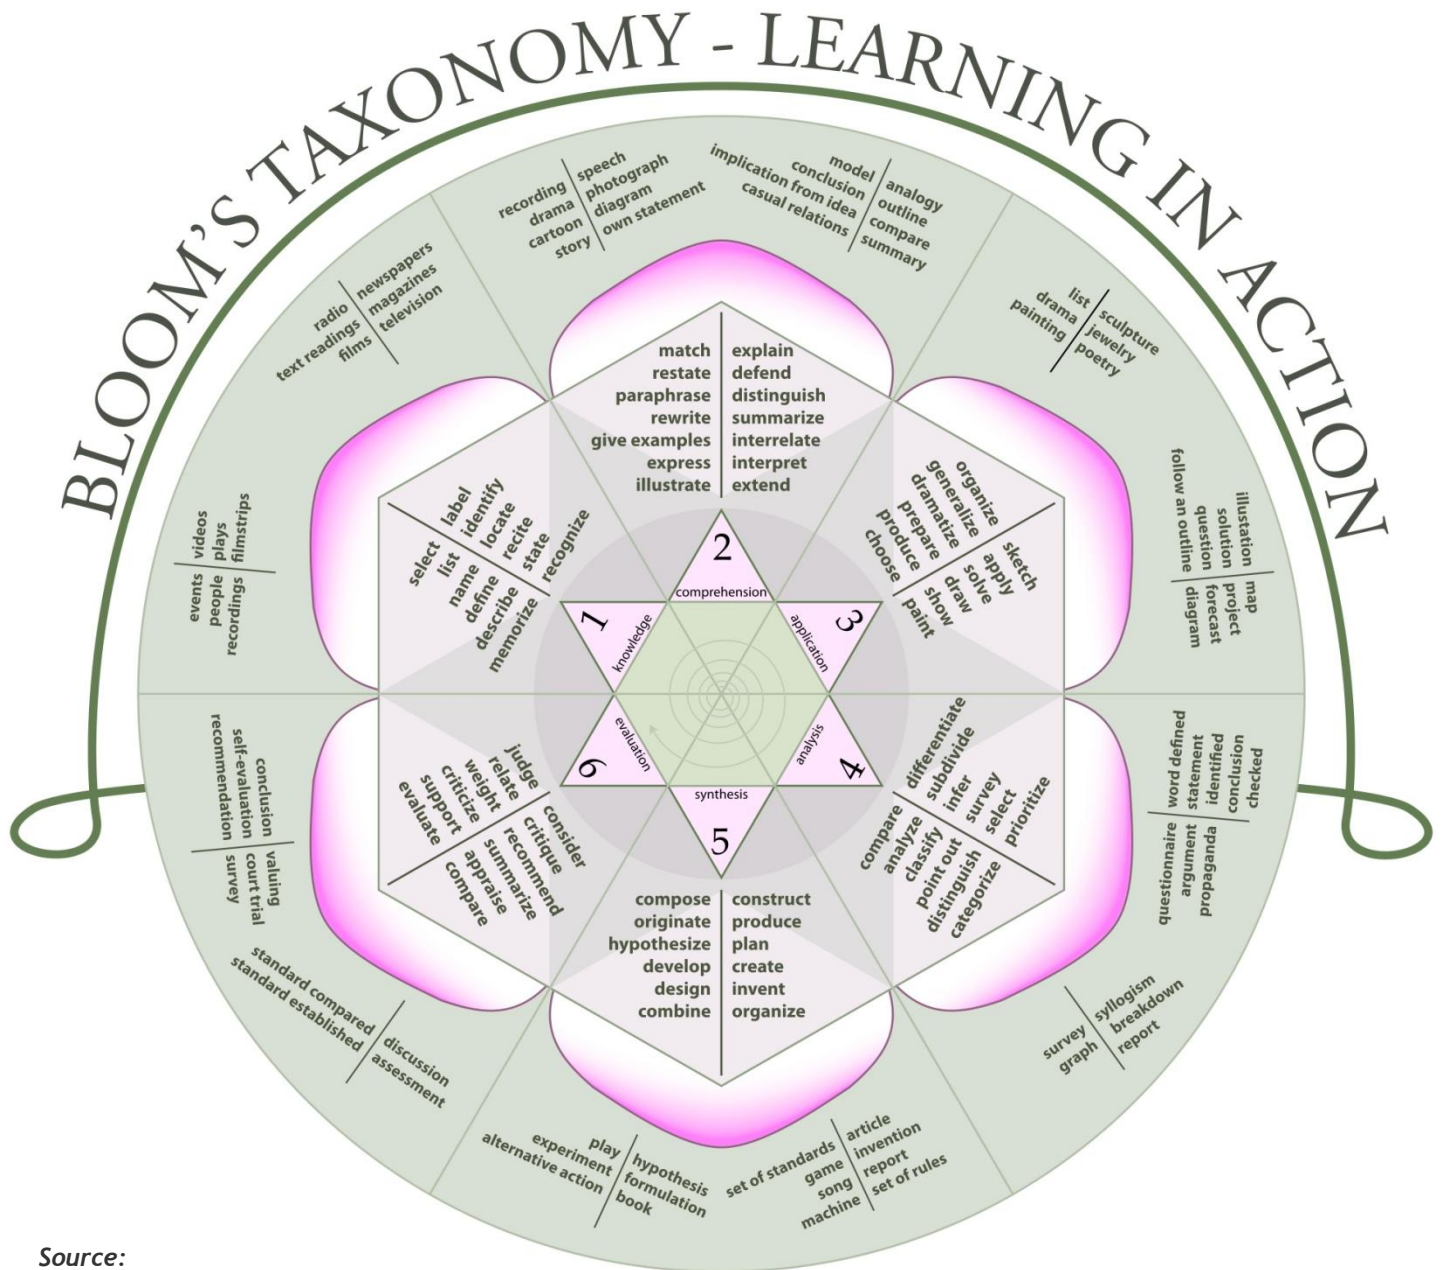 BLOOM'S TAXONOMY - LEARNING IN ACTION
recording
drama
cartoon
story
speech
photograph
diagram
own statement
model
conclusion
implication from idea
casual relations
analogy
outline
compare
summary
list
drama
painting
sculpture
jewelry
poetry
illustation
solution
question
follow an outline
map
project
forecast
diagram
word defined
statement
identified
conclusion
checked
questionnaire
argument
propaganda
syllogism
breakdown
report
survey
graph
article
invention
report
set of rules
set of standards
game
song
machine
hypothesis
formulation
book
play
experiment
alternative action
discussion
assessment
standard compared
standard established
conclusion
self-evaluation
recommendation
valuing
court trial
survey
videos
plays
filmstrips
events
people
recordings
radio
text readings
films
newspapers
magazines
television
label
identify
locate
recite
state
recognize
select
list
name
define
describe
memorize
1
knowledge
match
restate
paraphrase
rewrite
give examples
express
illustrate
explain
defend
distinguish
summarize
interrelate
interpret
extend
2
comprehension
organize
generalize
dramatize
prepare
produce
choose
sketch
apply
solve
draw
show
paint
3
application
differentiate
subdivide
infer
survey
select
prioritize
compare
analyze
classify
point out
distinguish
categorize
4
analysis
synthesis
5
compose
originate
hypothesize
develop
design
combine
construct
produce
plan
create
invent
organize
evaluation
6
judge
relate
weight
criticize
support
evaluate
consider
critique
recommend
summarize
appraise
compare
Source: